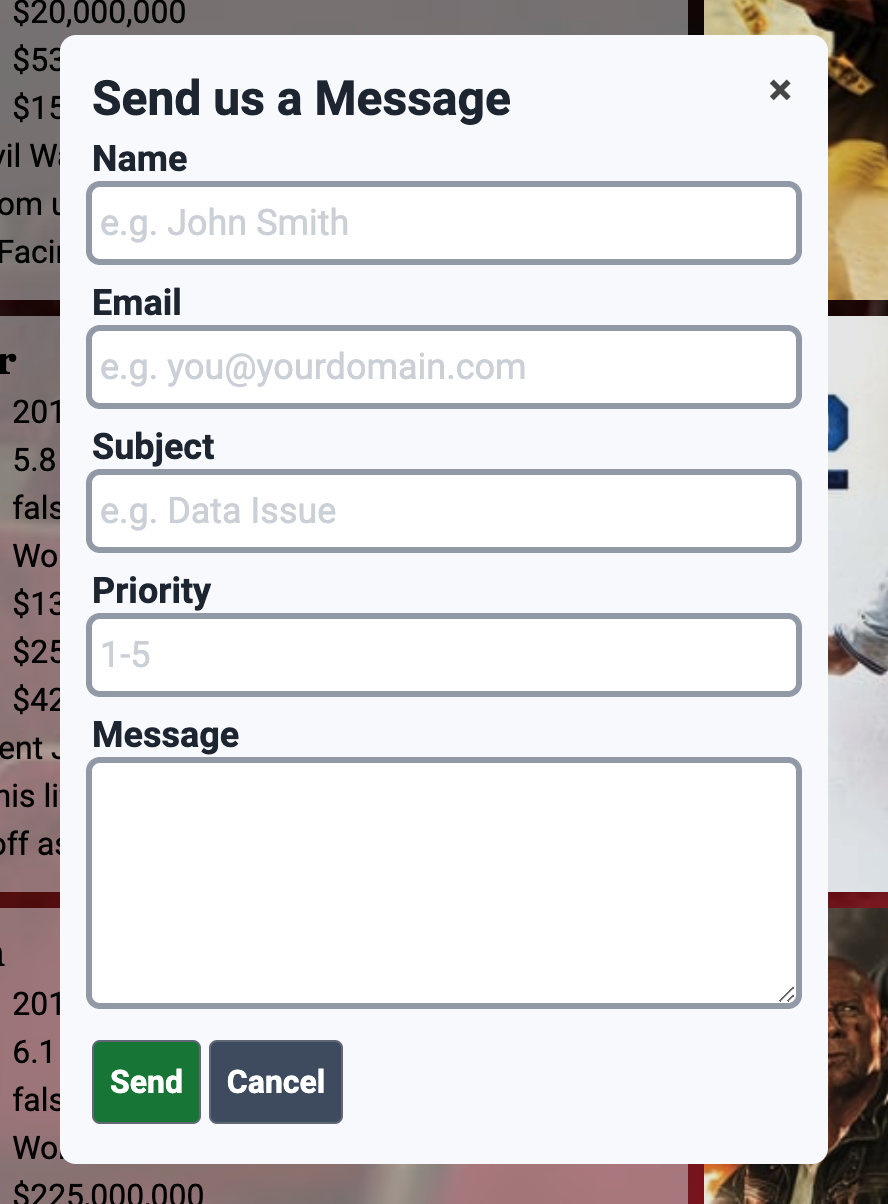 $20,000,000
$53
$15
om u
Facin
Send us a Message
×
Name
e.g. John Smith
Email
e.g. you@yourdomain.com
Subject
e.g. Data Issue
Priority
1-5
Message
Send
Cancel
r
201
5.8
fals
Wo
$13
$25
$42
ent J
his li
off as
201
6.1
fals
Wo
$225,000,000